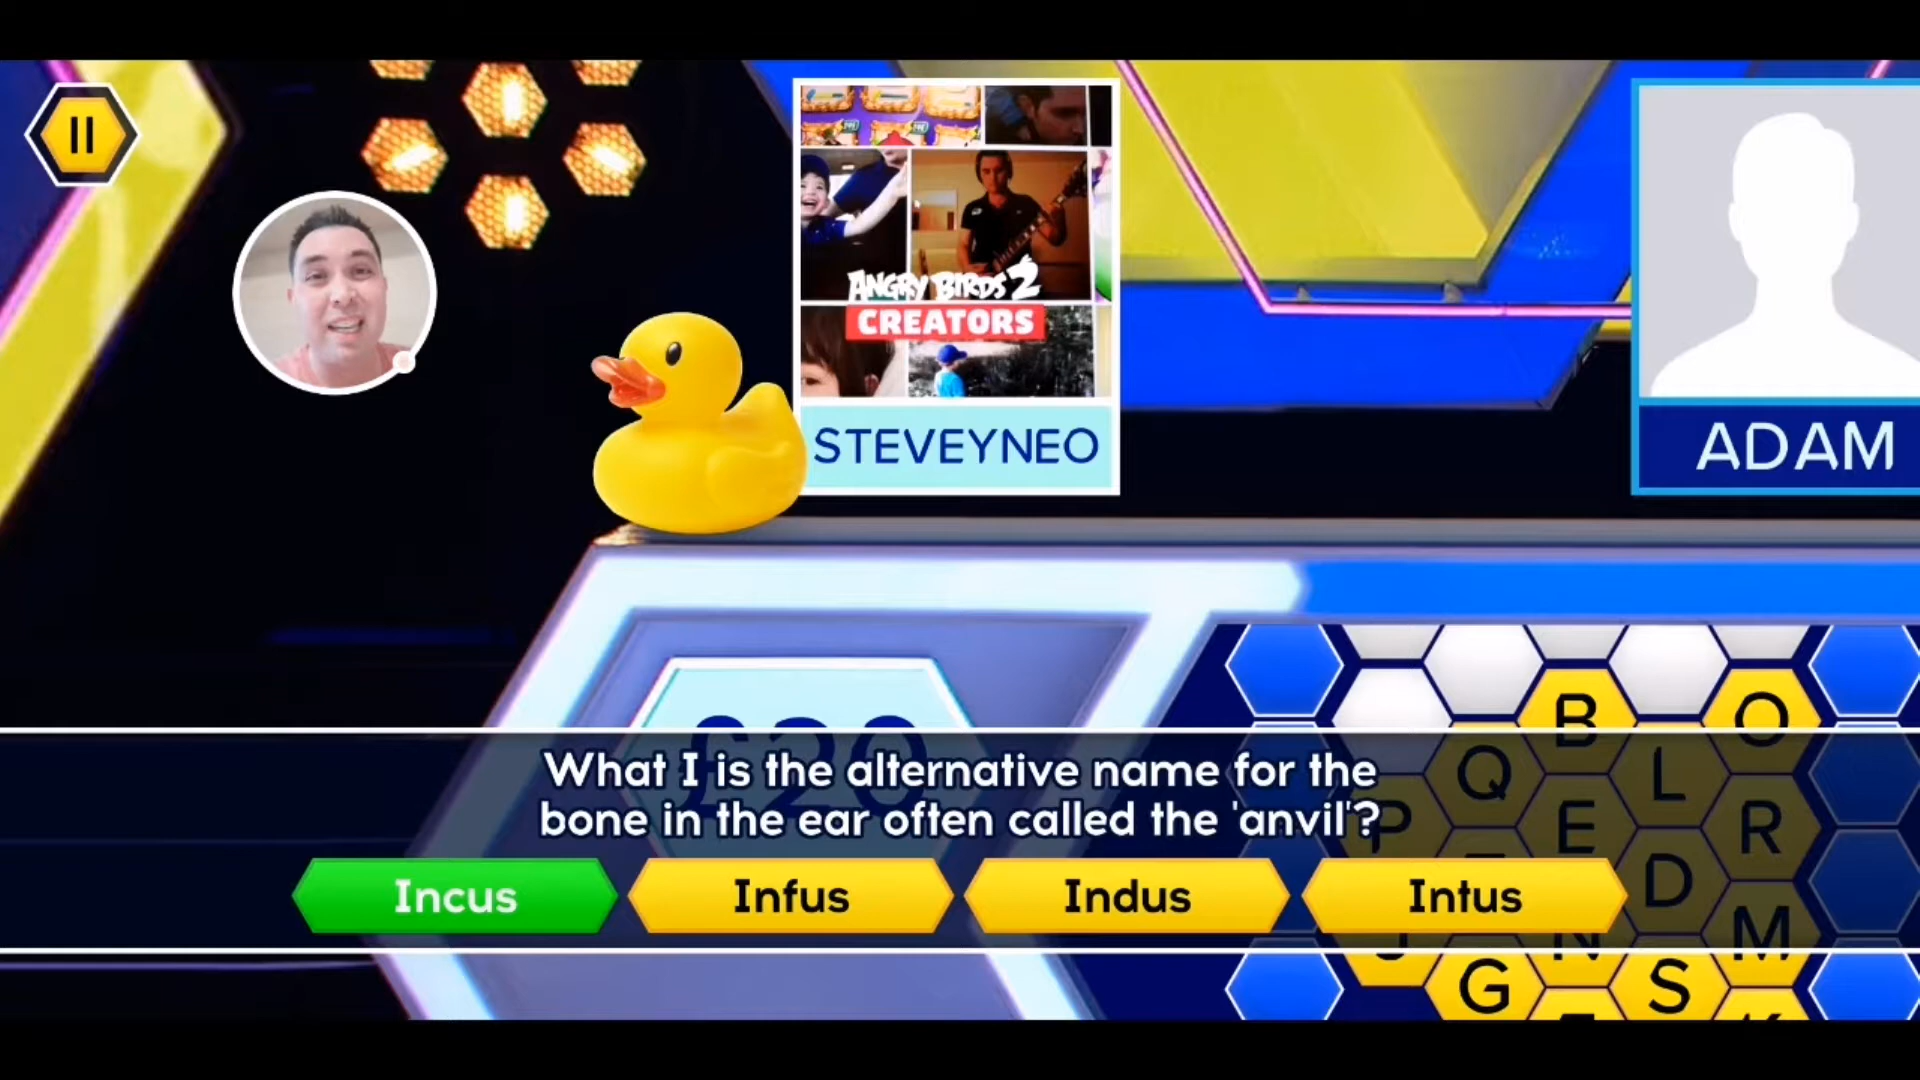 ANGRY BIRDS 2
CREATORS
STEVEYNEO
ADAM
£20
What I is the alternative name for the
bone in the ear often called the 'anvil'?
Incus
Infus
Indus
Intus
B
O
Q
L
P
E
R
D
J
N
M
G
S